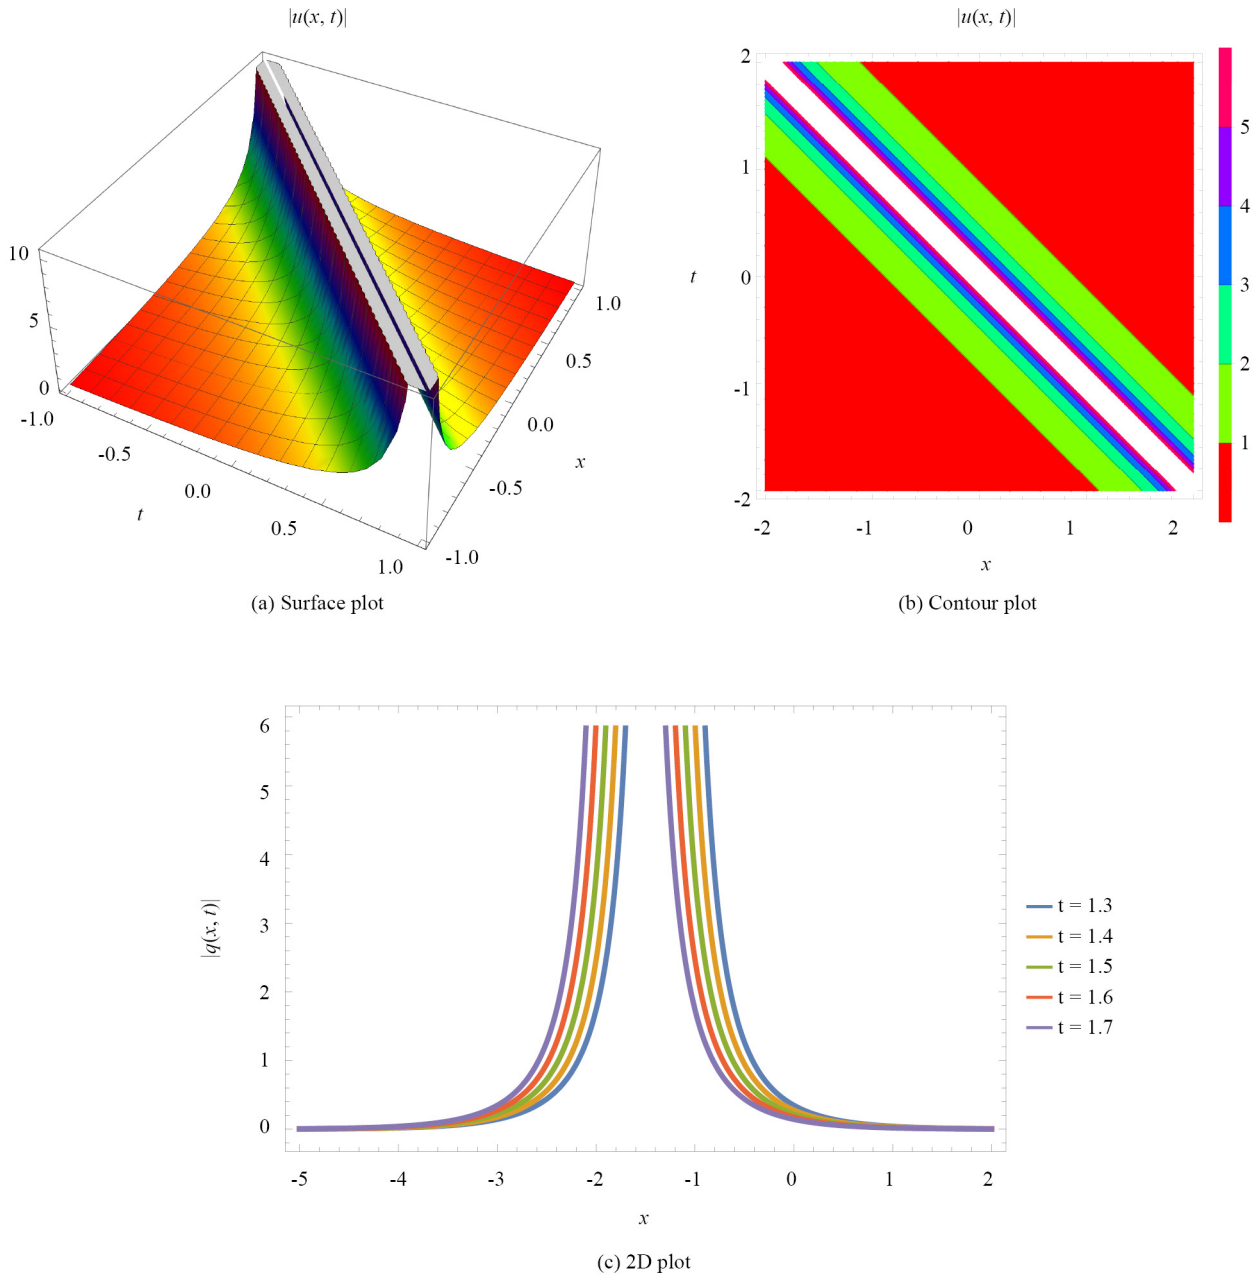 |u(x, t)|
10
5
0
-1.0
-0.5
0.0
0.5
1.0
t
-1.0
-0.5
0.0
0.5
1.0
x
(a) Surface plot
|u(x, t)|
2
1
0
-1
-2
t
-2
-1
0
1
2
x
5
4
3
2
1
(b) Contour plot
6
5
4
3
2
1
0
|q(x, t)|
-5
-4
-3
-2
-1
0
1
2
x
t = 1.3
t = 1.4
t = 1.5
t = 1.6
t = 1.7
(c) 2D plot